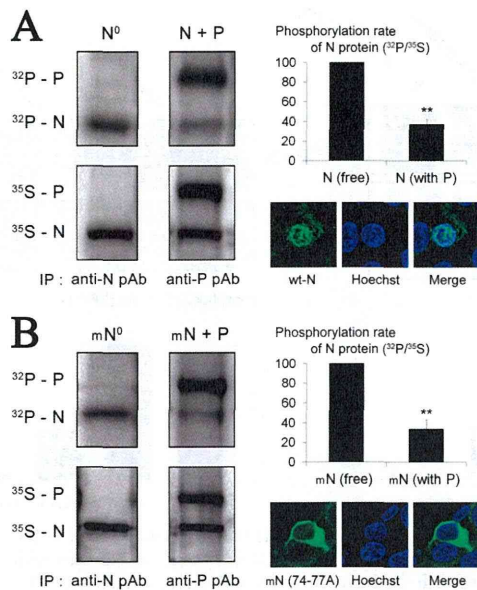 A
N⁰
N + P
³²P - P
³²P - N
³⁵S - P
³⁵S - N
IP : anti-N pAb anti-P pAb
Phosphorylation rate
of N protein (³²P/³⁵S)
100
80
60
40
20
0
**
N (free) N (with P)
wt-N Hoechst Merge
B
mN⁰
mN + P
³²P - P
³²P - N
³⁵S - P
³⁵S - N
IP : anti-N pAb anti-P pAb
Phosphorylation rate
of N protein (³²P/³⁵S)
100
80
60
40
20
0
**
mN (free) mN (with P)
mN (74-77A) Hoechst Merge